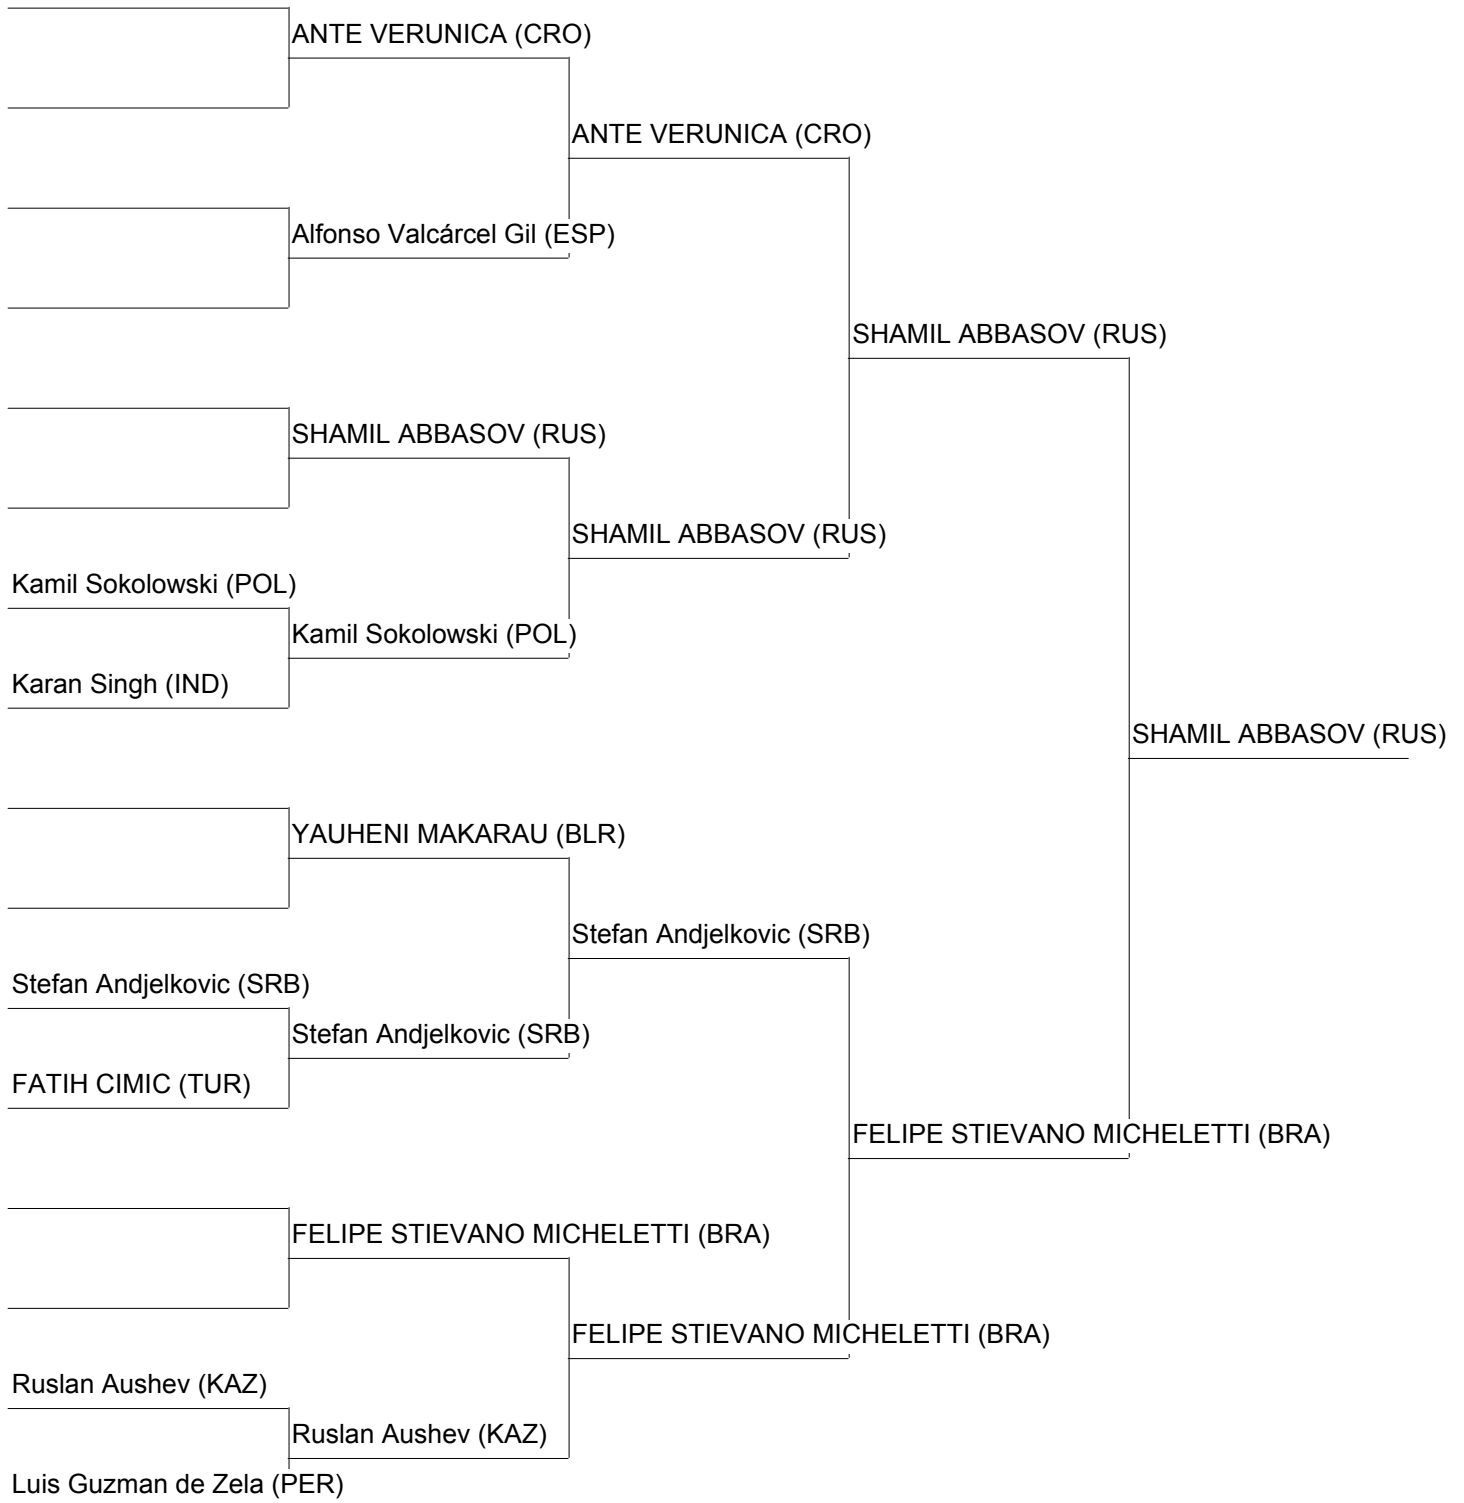 ANTE VERUNICA (CRO)
ANTE VERUNICA (CRO)
Alfonso Valcárcel Gil (ESP)
SHAMIL ABBASOV (RUS)
SHAMIL ABBASOV (RUS)
SHAMIL ABBASOV (RUS)
Kamil Sokolowski (POL)
Kamil Sokolowski (POL)
Karan Singh (IND)
SHAMIL ABBASOV (RUS)
YAUHENI MAKARAU (BLR)
Stefan Andjelkovic (SRB)
Stefan Andjelkovic (SRB)
Stefan Andjelkovic (SRB)
FATIH CIMIC (TUR)
FELIPE STIEVANO MICHELETTI (BRA)
FELIPE STIEVANO MICHELETTI (BRA)
FELIPE STIEVANO MICHELETTI (BRA)
Ruslan Aushev (KAZ)
Ruslan Aushev (KAZ)
Luis Guzman de Zela (PER)